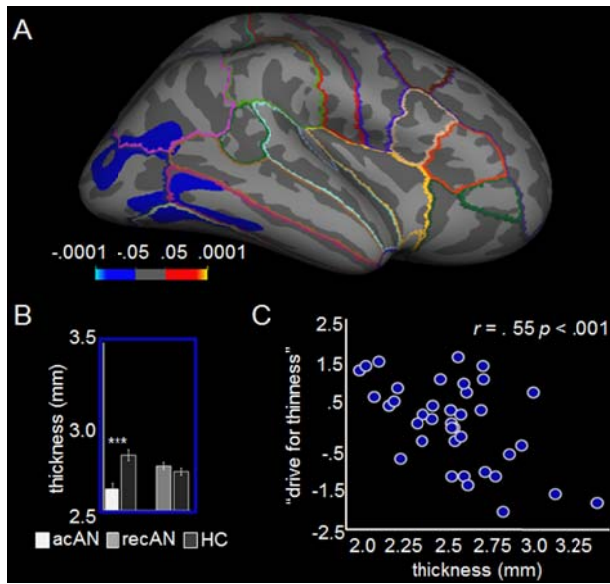 A
-.0001 -.05 .05 .0001
B
3.5
3.0
2.5
thickness (mm)
***
acAN recAN HC
C
r = . 55 p < .001
2.5
1.5
.5
-.5
-1.5
-2.5
“drive for thinness”
2.0 2.25 2.5 2.75 3.25
thickness (mm)